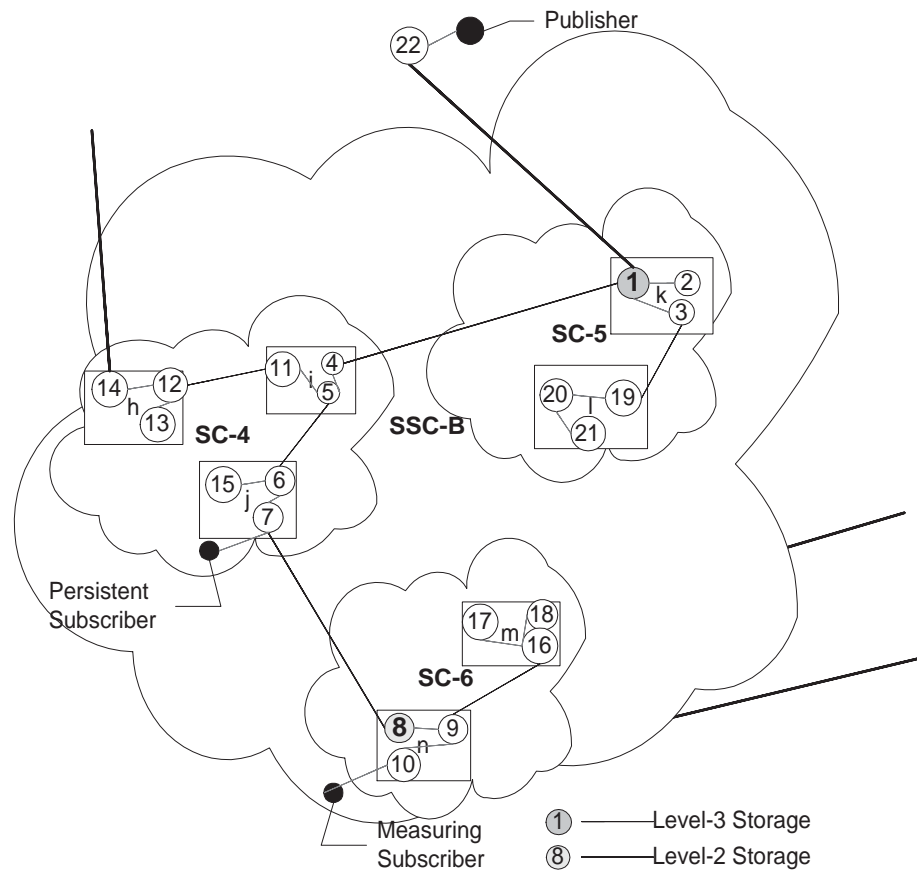 Publisher
22
1
2
k
3
SC-5
4
11
i
5
14
12
h
13
20
19
l
21
SSC-B
SC-4
15
6
j
7
Persistent
Subscriber
17
18
m
16
SC-6
8
9
n
10
Measuring
Subscriber
1 Level-3 Storage
8 Level-2 Storage